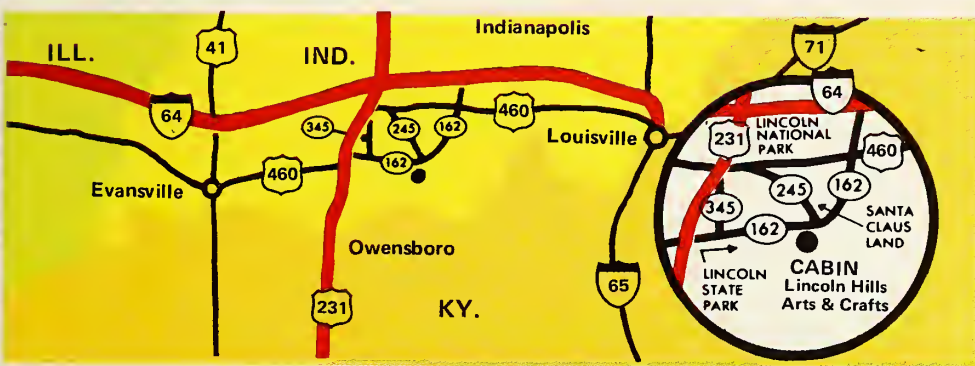 ILL.
41
IND.
Indianapolis
71
64
64
345
245
162
460
Louisville
231
LINCOLN
NATIONAL
PARK
460
Evansville
460
162
245
162
345
162
SANTA
CLAUS
LAND
Owensboro
LINCOLN
STATE
PARK
CABIN
Lincoln Hills
Arts & Crafts
231
KY.
65